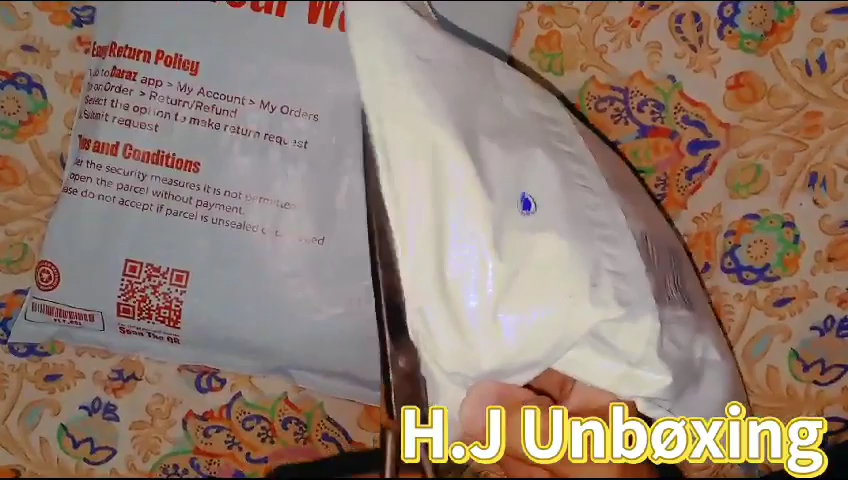 Return Policy
Daraz app > My Account > My Orders
Order > Return/Refund
Select the option to make return request
Submit request
and Conditions
the security measures it is not permitted
open the parcel without payment.
do not accept if parcel is unsealed
Scan The QR
H.J Unbøxing